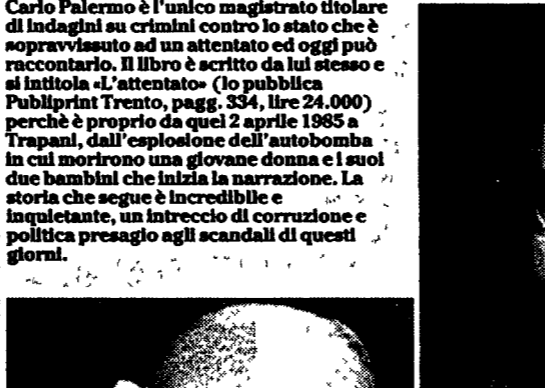 Carlo Palermo è l'unico magistrato titolare
di indagini su crimini contro lo stato che è
sopravvissuto ad un attentato ed oggi può
raccontarlo. Il libro è scritto da lui stesso e
si intitola «L'attentato» (lo pubblica
Publiprint Trento, pagg. 334, lire 24.000)
perchè è proprio da quel 2 aprile 1985 a
Trapani, dall'esplosione dell'autobomba
in cui morirono una giovane donna e i suoi
due bambini che inizia la narrazione. La
storia che segue è incredibile e
inquietante, un intreccio di corruzione e
politica presagio agli scandali di questi
giorni.